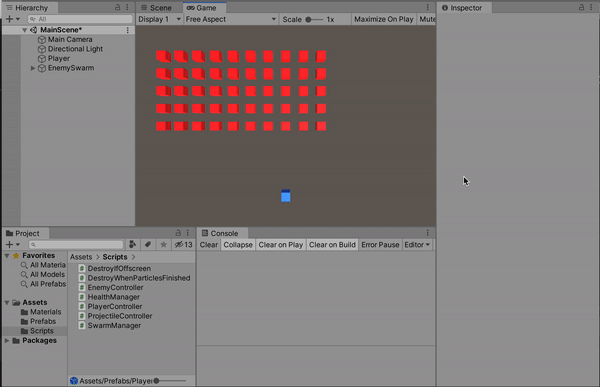 Hierarchy
All
MainScene*
Main Camera
Directional Light
Player
EnemySwarm
Scene
Game
Display 1
Free Aspect
Scale
1x
Maximize On Play
Mute
Inspector
Project
13
Favorites
All Materia
All Models
All Prefabs
Assets
Materials
Prefabs
Scripts
Packages
Assets > Scripts >
DestroyIfOffscreen
DestroyWhenParticlesFinished
EnemyController
HealthManager
PlayerController
ProjectileController
SwarmManager
Assets/Prefabs/Player
Console
Clear
Collapse
Clear on Play
Clear on Build
Error Pause
Editor